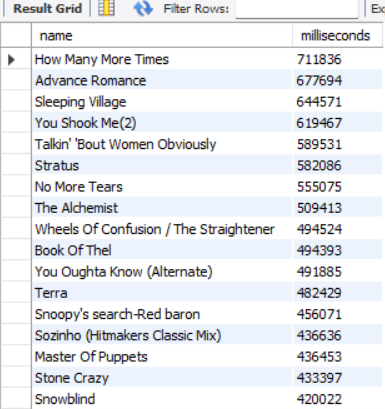 Result Grid Filter Rows: Ex
name milliseconds
How Many More Times 711836
Advance Romance 677694
Sleeping Village 644571
You Shook Me(2) 619467
Talkin' 'Bout Women Obviously 589531
Stratus 582086
No More Tears 555075
The Alchemist 509413
Wheels Of Confusion / The Straightener 494524
Book Of Thel 494393
You Oughta Know (Alternate) 491885
Terra 482429
Snoopy's search-Red baron 456071
Sozinho (Hitmakers Classic Mix) 436636
Master Of Puppets 436453
Stone Crazy 433397
Snowblind 420022